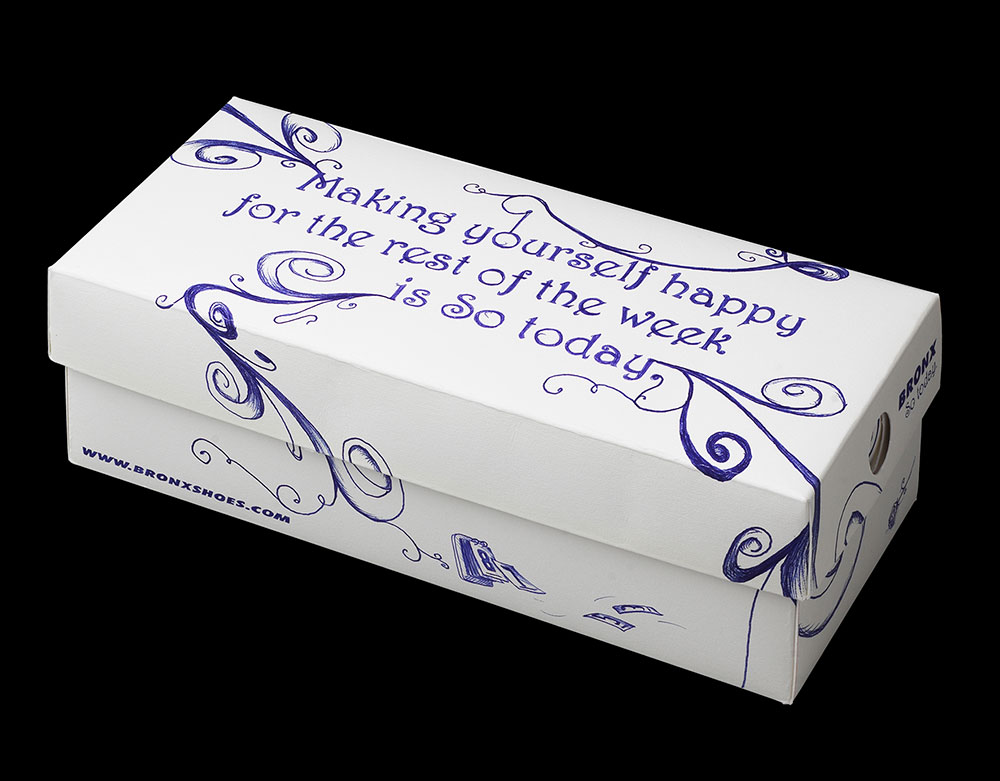 Making yourself happy
for the rest of the week
is So today.
BRONX
So today.
WWW.BRONXSHOES.COM